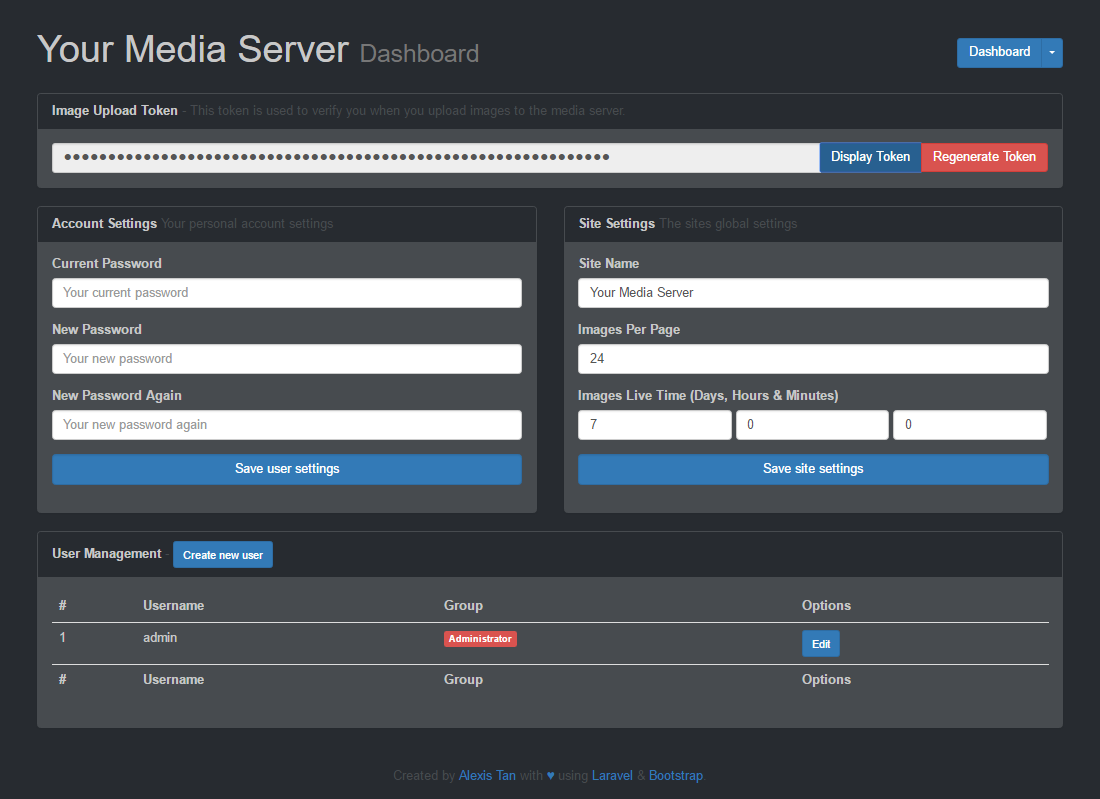 Your Media Server Dashboard
Dashboard
Image Upload Token - This token is used to verify you when you upload images to the media server.
Display Token
Regenerate Token
Account Settings Your personal account settings
Current Password
Your current password
New Password
Your new password
New Password Again
Your new password again
Save user settings
Site Settings The sites global settings
Site Name
Your Media Server
Images Per Page
24
Images Live Time (Days, Hours & Minutes)
7 0 0
Save site settings
User Management - Create new user
# Username Group Options
1 admin Administrator Edit
# Username Group Options
Created by Alexis Tan with ♥ using Laravel & Bootstrap